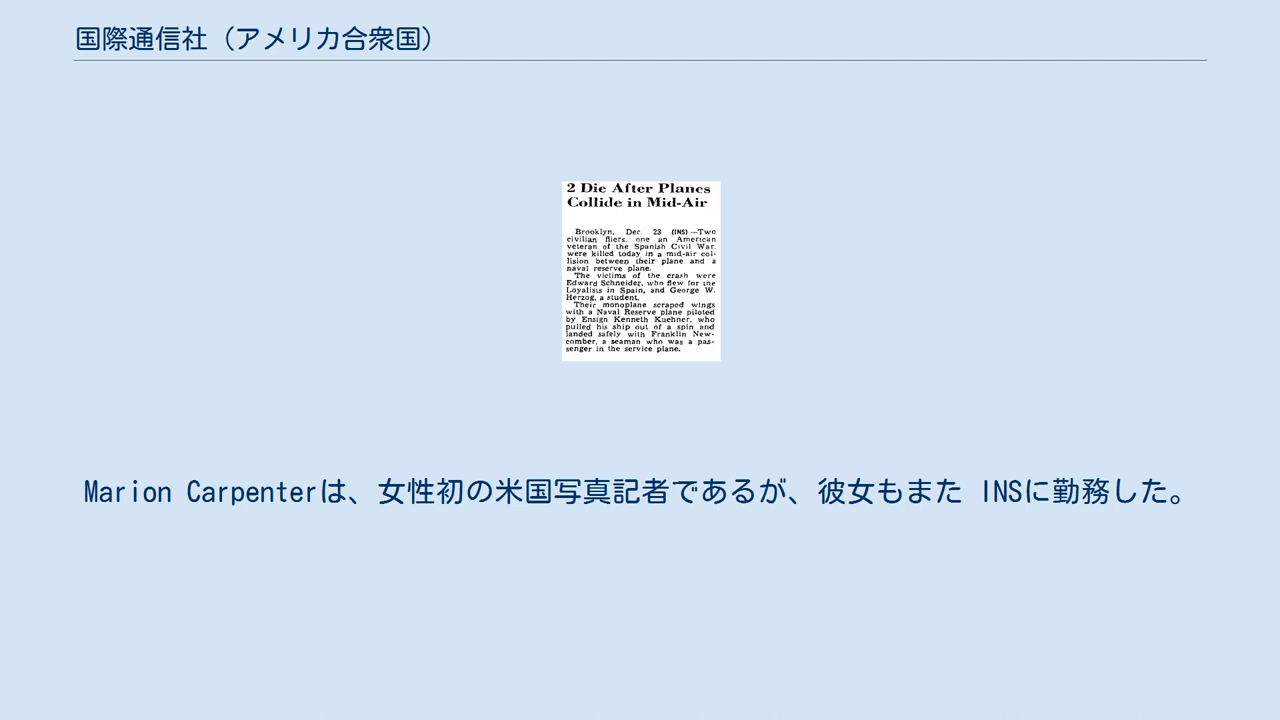 国際通信社（アメリカ合衆国）
2 Die After Planes
Collide in Mid-Air
Brooklyn, Dec. 23 (INS)—Two
civilian fliers, one an American
veteran of the Spanish Civil War,
were killed today in a mid-air col-
lision between their plane and a
naval reserve plane.
The victims of the crash were
Edward Schneider, who flew for the
Loyalists in Spain, and George W.
Herzog, a student.
Their monoplane scraped wings
with a Naval Reserve plane piloted
by Ensign Kenneth Kuehner, who
pulled his ship out of a spin and
landed safely with Franklin New-
comber, a seaman who was a pas-
senger in the service plane.
Marion Carpenterは、女性初の米国写真記者であるが、彼女もまた INSに勤務した。